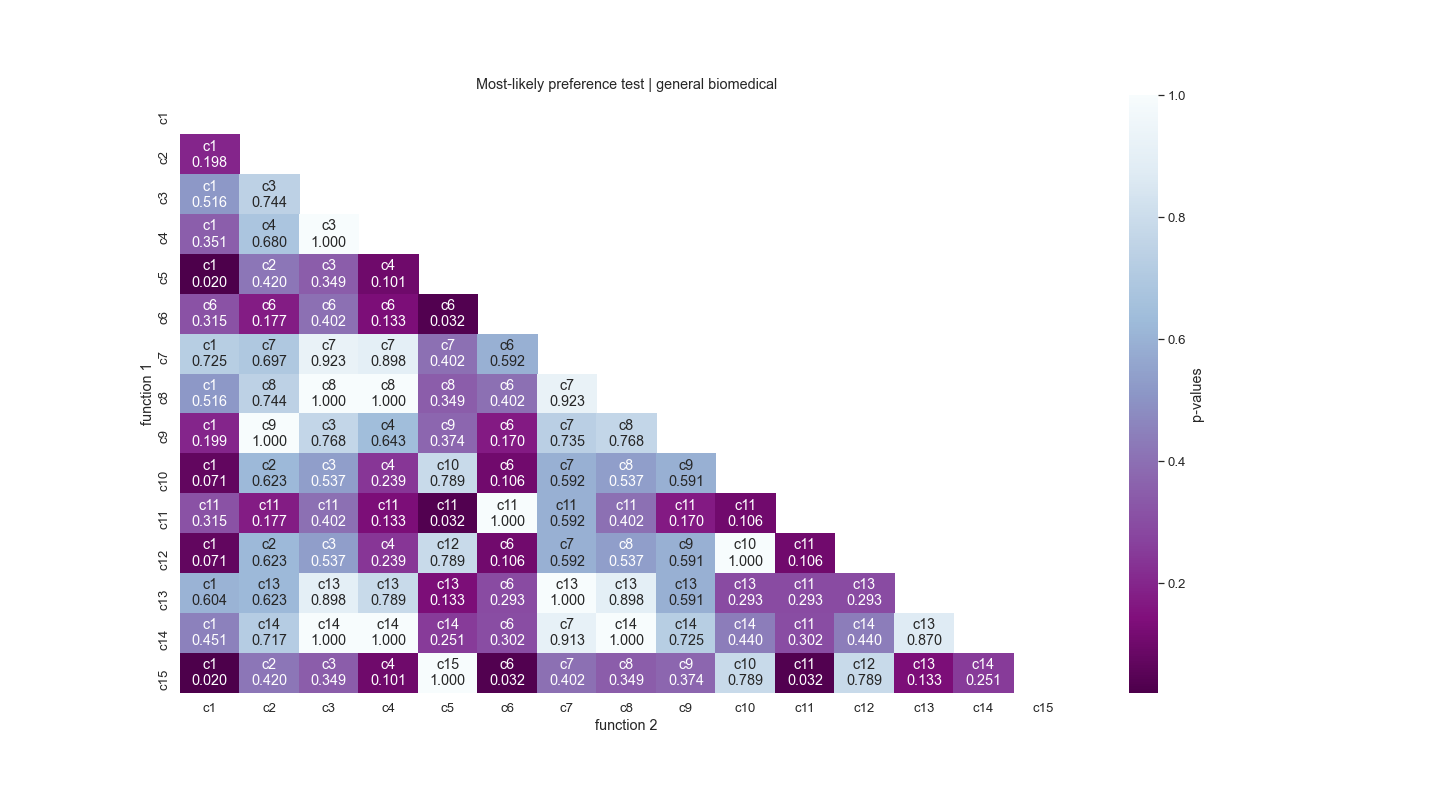 Most-likely preference test | general biomedical
c1
c2
c3
c4
c5
c6
c7
c8
c9
c10
c11
c12
c13
c14
c15
function 1
c1
0.198
c1 c3
0.516 0.744
c1 c4 c3
0.351 0.680 1.000
c1 c2 c3 c4
0.020 0.420 0.349 0.101
c6 c6 c6 c6 c6
0.315 0.177 0.402 0.133 0.032
c1 c7 c7 c7 c7 c6
0.725 0.697 0.923 0.898 0.402 0.592
c1 c8 c8 c8 c8 c6 c7
0.516 0.744 1.000 1.000 0.349 0.402 0.923
c1 c9 c3 c4 c9 c6 c7 c8
0.199 1.000 0.768 0.643 0.374 0.170 0.735 0.768
c1 c2 c3 c4 c10 c6 c7 c8 c9
0.071 0.623 0.537 0.239 0.789 0.106 0.592 0.537 0.591
c11 c11 c11 c11 c11 c11 c11 c11 c11 c11
0.315 0.177 0.402 0.133 0.032 1.000 0.592 0.402 0.170 0.106
c1 c2 c3 c4 c12 c6 c7 c8 c9 c10 c11
0.071 0.623 0.537 0.239 0.789 0.106 0.592 0.537 0.591 1.000 0.106
c1 c13 c13 c13 c13 c6 c13 c13 c13 c13 c11 c13
0.604 0.623 0.898 0.789 0.133 0.293 1.000 0.898 0.591 0.293 0.293 0.293
c1 c14 c14 c14 c14 c6 c7 c14 c14 c14 c11 c14 c13
0.451 0.717 1.000 1.000 0.251 0.302 0.913 1.000 0.725 0.440 0.302 0.440 0.870
c1 c2 c3 c4 c15 c6 c7 c8 c9 c10 c11 c12 c13 c14
0.020 0.420 0.349 0.101 1.000 0.032 0.402 0.349 0.374 0.789 0.032 0.789 0.133 0.251
c1 c2 c3 c4 c5 c6 c7 c8 c9 c10 c11 c12 c13 c14 c15
function 2
1.0
0.8
0.6
0.4
0.2
p-values